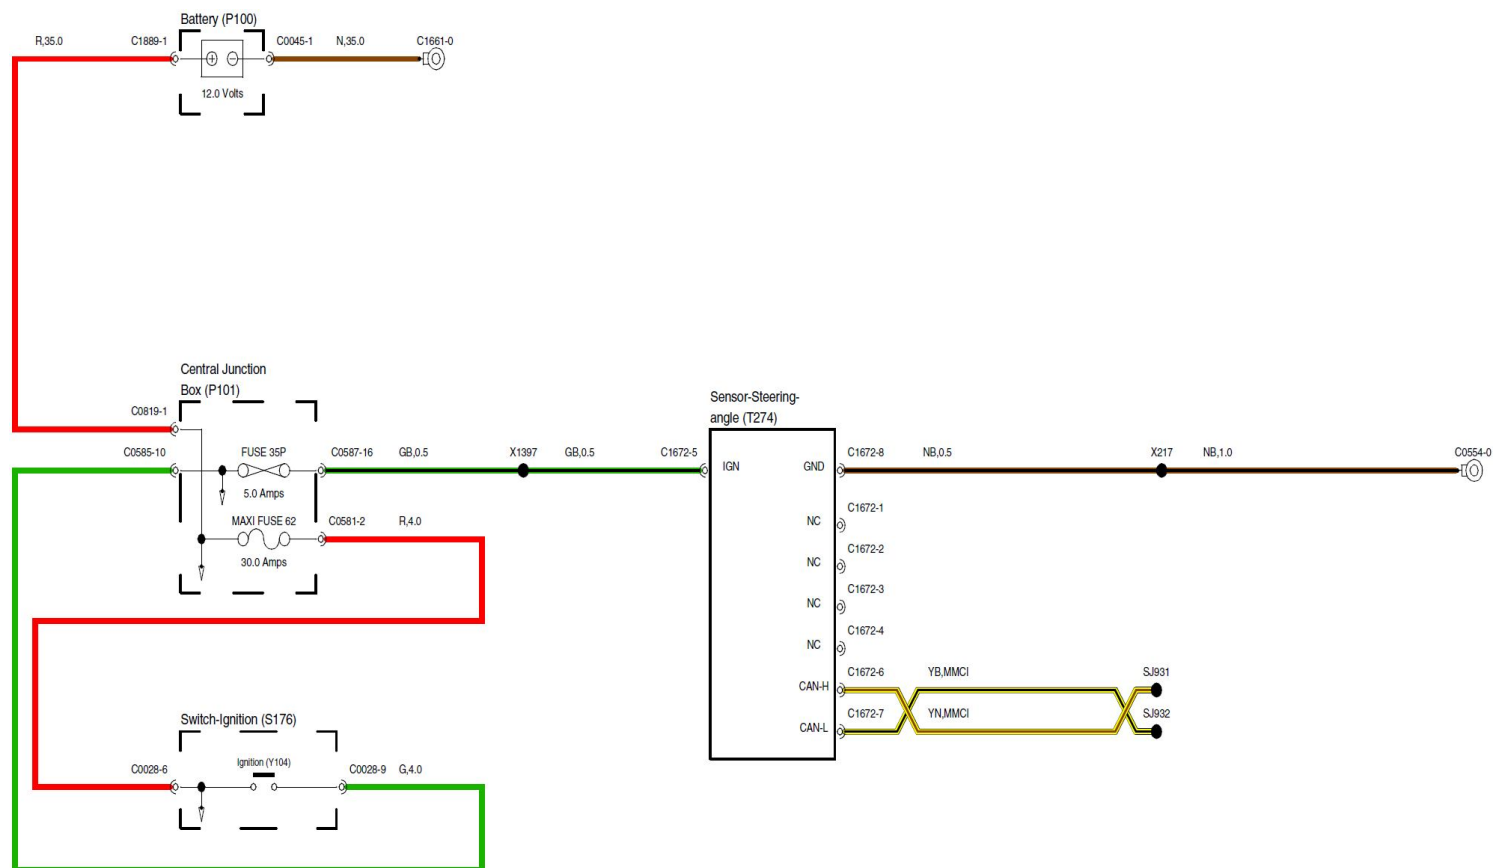 Battery (P100)
R,35.0
C1889-1
C0045-1
N,35.0
C1661-0
12.0 Volts
Central Junction
Box (P101)
C0819-1
C0585-10
FUSE 35P
5.0 Amps
C0587-16
GB,0.5
X1397
GB,0.5
C1672-5
MAXI FUSE 62
30.0 Amps
C0581-2
R,4.0
Sensor-Steering-
angle (T274)
IGN
GND
C1672-8
NB,0.5
X217
NB,1.0
C0554-0
NC
C1672-1
NC
C1672-2
NC
C1672-3
NC
C1672-4
CAN-H
C1672-6
YB,MMCI
SJ931
CAN-L
C1672-7
YN,MMCI
SJ932
Switch-Ignition (S176)
C0028-6
Ignition (Y104)
C0028-9
G,4.0